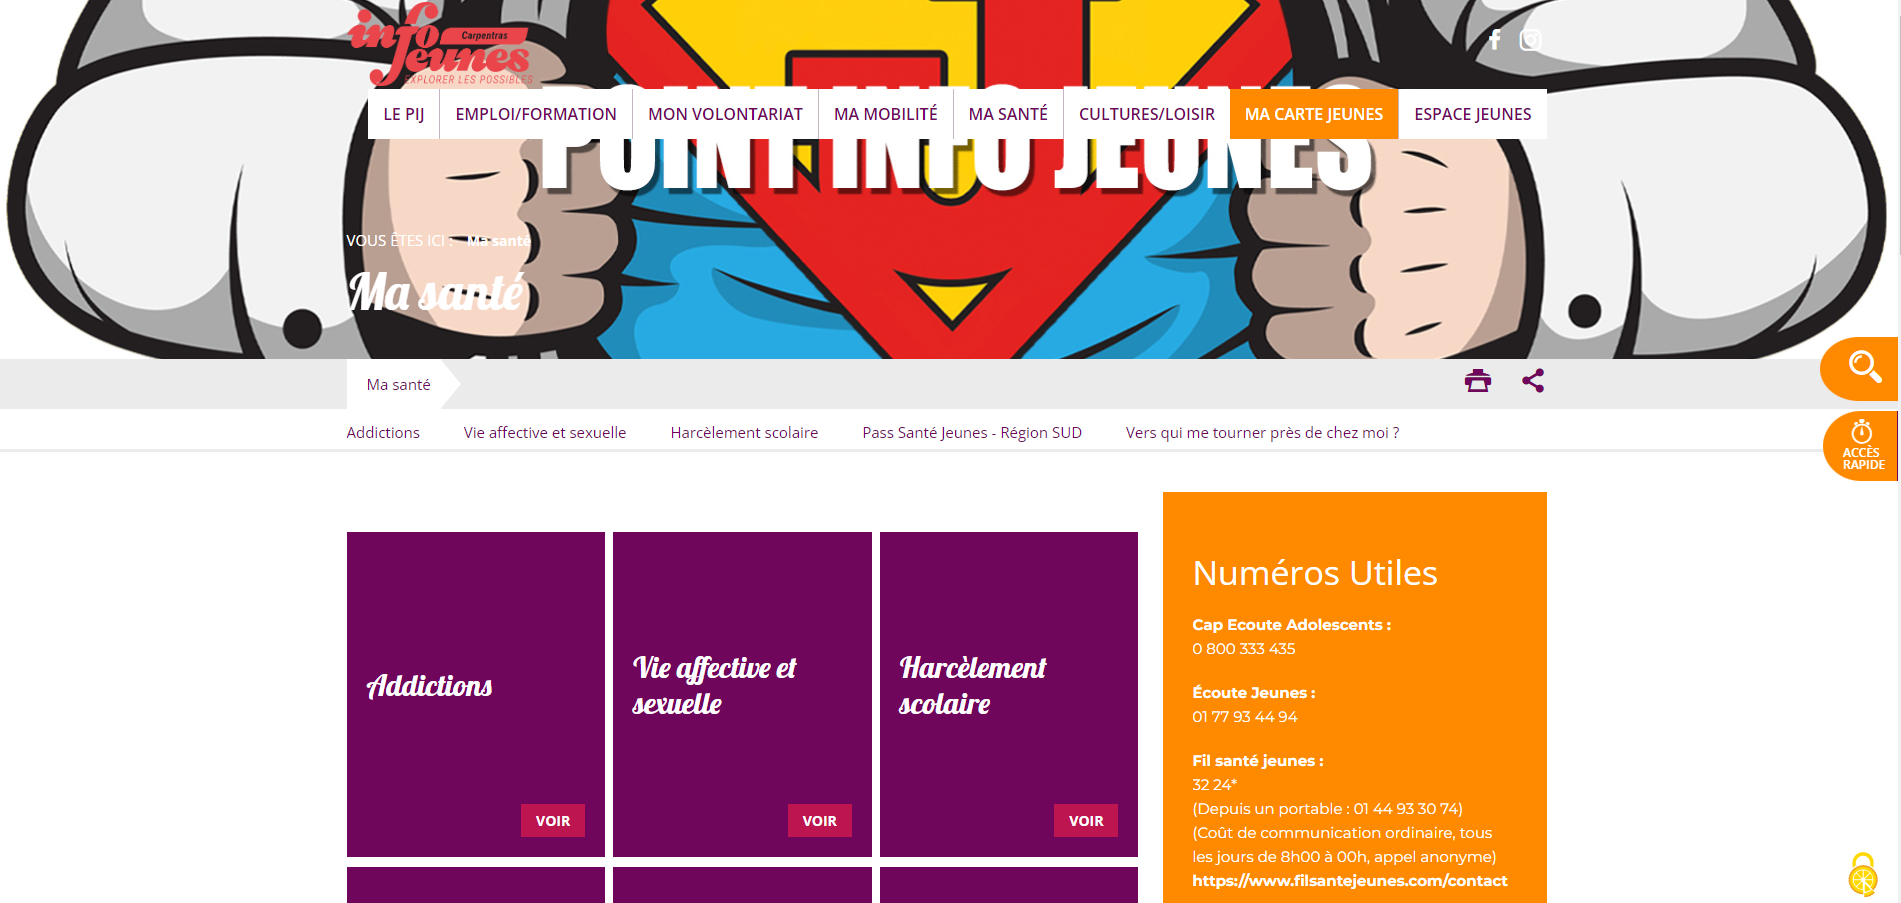 info
Carpentras
jeunes
EXPLORER LES POSSIBLES
LE PIJ
EMPLOI/FORMATION
MON VOLONTARIAT
MA MOBILITÉ
MA SANTÉ
CULTURES/LOISIR
MA CARTE JEUNES
ESPACE JEUNES
POINT INFO JEUNES
VOUS ÊTES ICI : Ma santé
Ma santé
Ma santé
Addictions
Vie affective et sexuelle
Harcèlement scolaire
Pass Santé Jeunes - Région SUD
Vers qui me tourner près de chez moi ?
ACCÈS
RAPIDE
Addictions
VOIR
Vie affective et
sexuelle
VOIR
Harcèlement
scolaire
VOIR
Numéros Utiles
Cap Ecoute Adolescents :
0 800 333 435
Écoute Jeunes :
01 77 93 44 94
Fil santé jeunes :
32 24*
(Depuis un portable : 01 44 93 30 74)
(Coût de communication ordinaire, tous
les jours de 8h00 à 00h, appel anonyme)
https://www.filsantejeunes.com/contact